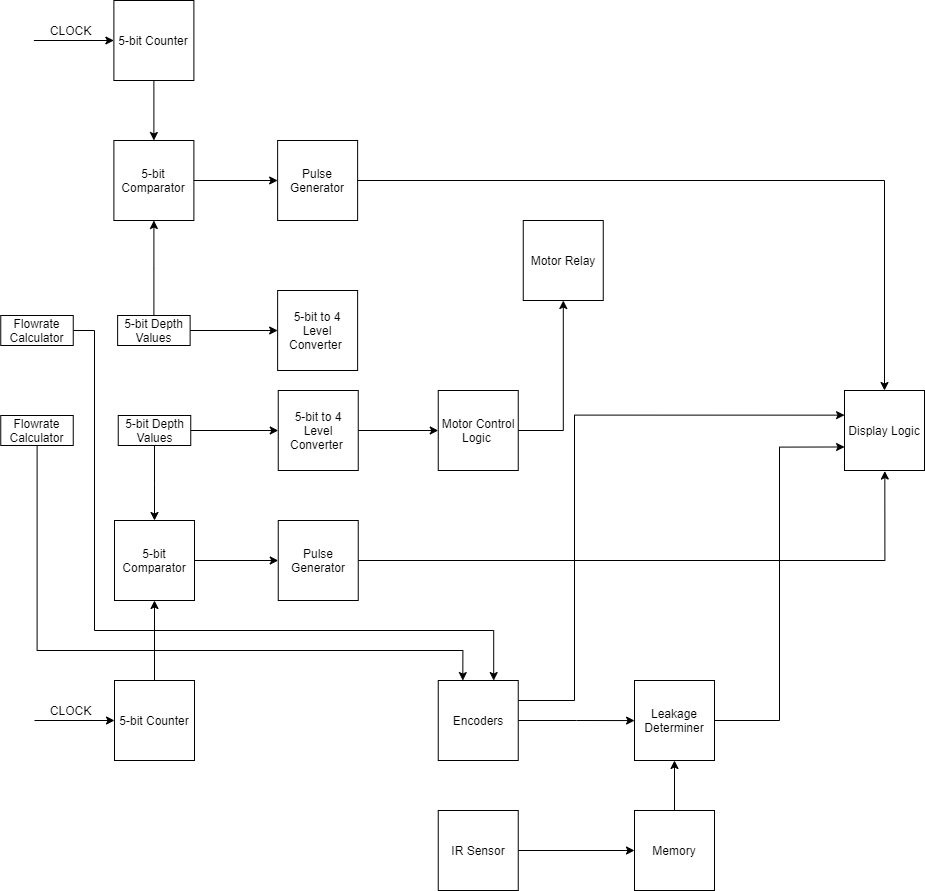 CLOCK
5-bit Counter
5-bit
Comparator
Pulse
Generator
Motor Relay
Flowrate
Calculator
5-bit Depth
Values
5-bit to 4
Level
Converter
Flowrate
Calculator
5-bit Depth
Values
5-bit to 4
Level
Converter
Motor Control
Logic
Display Logic
5-bit
Comparator
Pulse
Generator
CLOCK
5-bit Counter
Encoders
Leakage
Determiner
IR Sensor
Memory